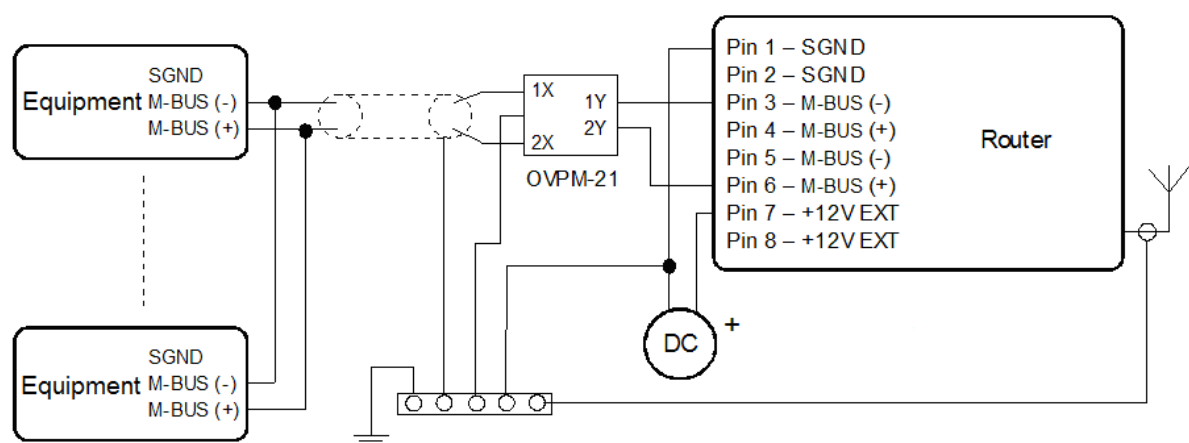 SGND
Equipment M-BUS (-)
M-BUS (+)
1X
1Y
2Y
2X
OVPM-21
Pin 1 – SGND
Pin 2 – SGND
Pin 3 – M-BUS (-)
Pin 4 – M-BUS (+)
Router
Pin 5 – M-BUS (-)
Pin 6 – M-BUS (+)
Pin 7 – +12V EXT
Pin 8 – +12V EXT
DC +
SGND
Equipment M-BUS (-)
M-BUS (+)